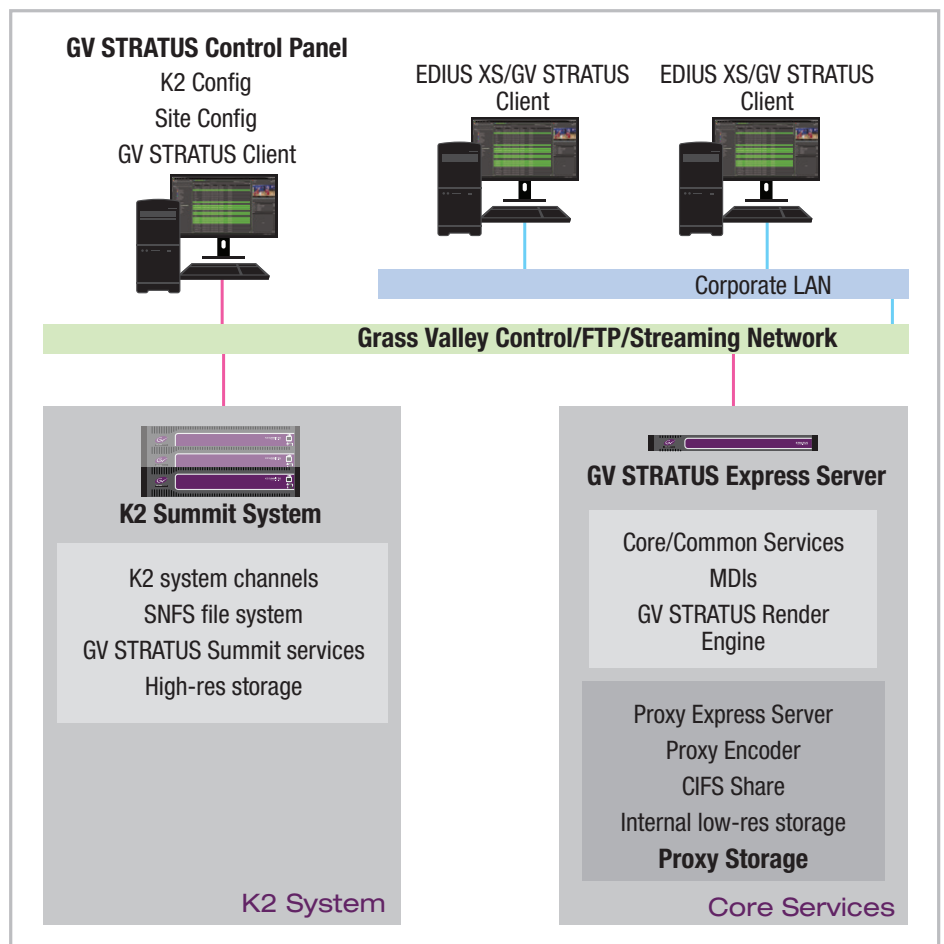 GV STRATUS Control Panel
K2 Config
Site Config
GV STRATUS Client
EDIUS XS/GV STRATUS
Client
EDIUS XS/GV STRATUS
Client
Corporate LAN
Grass Valley Control/FTP/Streaming Network
K2 Summit System
K2 system channels
SNFS file system
GV STRATUS Summit services
High-res storage
K2 System
GV STRATUS Express Server
Core/Common Services
MDIs
GV STRATUS Render
Engine
Proxy Express Server
Proxy Encoder
CIFS Share
Internal low-res storage
Proxy Storage
Core Services